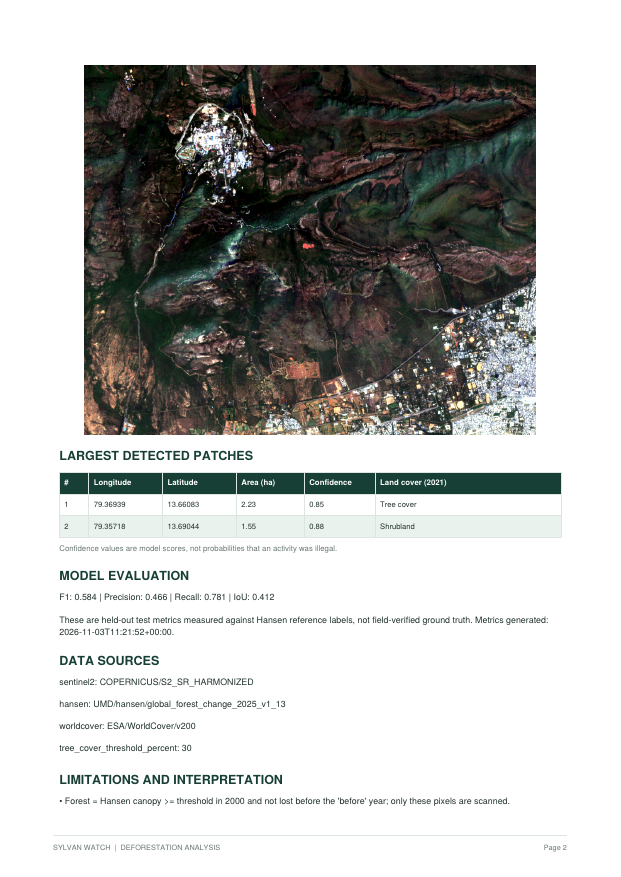 LARGEST DETECTED PATCHES
# Longitude Latitude Area (ha) Confidence Land cover (2021)
1 79.36939 13.66083 2.23 0.85 Tree cover
2 79.35718 13.69044 1.55 0.88 Shrubland
Confidence values are model scores, not probabilities that an activity was illegal.
MODEL EVALUATION
F1: 0.584 | Precision: 0.466 | Recall: 0.781 | IoU: 0.412
These are held-out test metrics measured against Hansen reference labels, not field-verified ground truth. Metrics generated:
2026-11-03T11:21:52+00:00.
DATA SOURCES
sentinel2: COPERNICUS/S2_SR_HARMONIZED
hansen: UMD/hansen/global_forest_change_2025_v1_13
worldcover: ESA/WorldCover/v200
tree_cover_threshold_percent: 30
LIMITATIONS AND INTERPRETATION
• Forest = Hansen canopy >= threshold in 2000 and not lost before the 'before' year; only these pixels are scanned.
SYLVAN WATCH | DEFORESTATION ANALYSIS Page 2